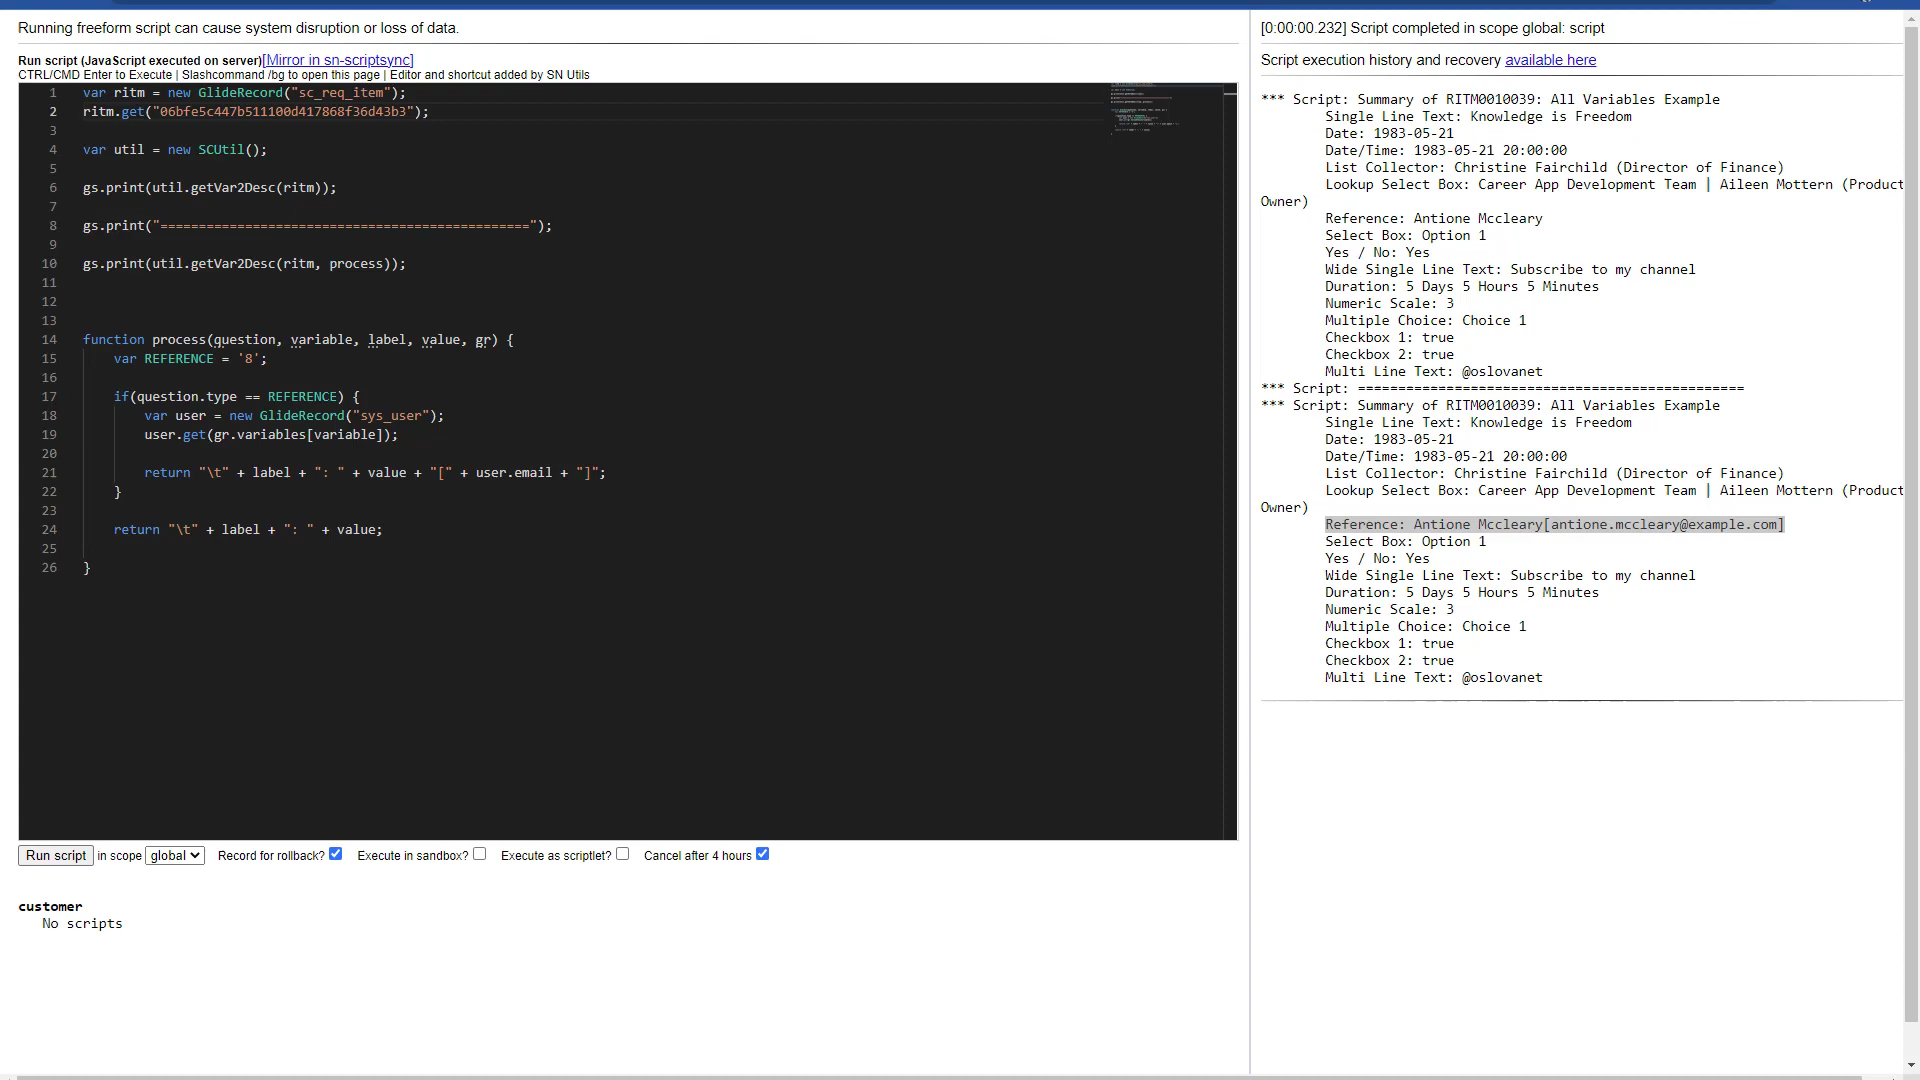 Running freeform script can cause system disruption or loss of data.
Run script (JavaScript executed on server)[Mirror in sn-scriptsync]
CTRL/CMD Enter to Execute | Slashcommand /bg to open this page | Editor and shortcut added by SN Utils
1 var ritm = new GlideRecord("sc_req_item");
2 ritm.get("06bfe5c447b511100d417868f36d43b3");
3
4 var util = new SCUtil();
5
6 gs.print(util.getVar2Desc(ritm));
7
8 gs.print("================================================");
9
10 gs.print(util.getVar2Desc(ritm, process));
11
12
13
14 function process(question, variable, label, value, gr) {
15 var REFERENCE = '8';
16
17 if(question.type == REFERENCE) {
18 var user = new GlideRecord("sys_user");
19 user.get(gr.variables[variable]);
20
21 return "\t" + label + ": " + value + "[" + user.email + "]";
22 }
23
24 return "\t" + label + ": " + value;
25
26 }
Run script in scope global Record for rollback? Execute in sandbox? Execute as scriptlet? Cancel after 4 hours
customer
No scripts
[0:00:00.232] Script completed in scope global: script
Script execution history and recovery available here
*** Script: Summary of RITM0010039: All Variables Example
Single Line Text: Knowledge is Freedom
Date: 1983-05-21
Date/Time: 1983-05-21 20:00:00
List Collector: Christine Fairchild (Director of Finance)
Lookup Select Box: Career App Development Team | Aileen Mottern (Product
Owner)
Reference: Antione Mccleary
Select Box: Option 1
Yes / No: Yes
Wide Single Line Text: Subscribe to my channel
Duration: 5 Days 5 Hours 5 Minutes
Numeric Scale: 3
Multiple Choice: Choice 1
Checkbox 1: true
Checkbox 2: true
Multi Line Text: @oslovanet
*** Script: ================================================
*** Script: Summary of RITM0010039: All Variables Example
Single Line Text: Knowledge is Freedom
Date: 1983-05-21
Date/Time: 1983-05-21 20:00:00
List Collector: Christine Fairchild (Director of Finance)
Lookup Select Box: Career App Development Team | Aileen Mottern (Product
Owner)
Reference: Antione Mccleary[antione.mccleary@example.com]
Select Box: Option 1
Yes / No: Yes
Wide Single Line Text: Subscribe to my channel
Duration: 5 Days 5 Hours 5 Minutes
Numeric Scale: 3
Multiple Choice: Choice 1
Checkbox 1: true
Checkbox 2: true
Multi Line Text: @oslovanet